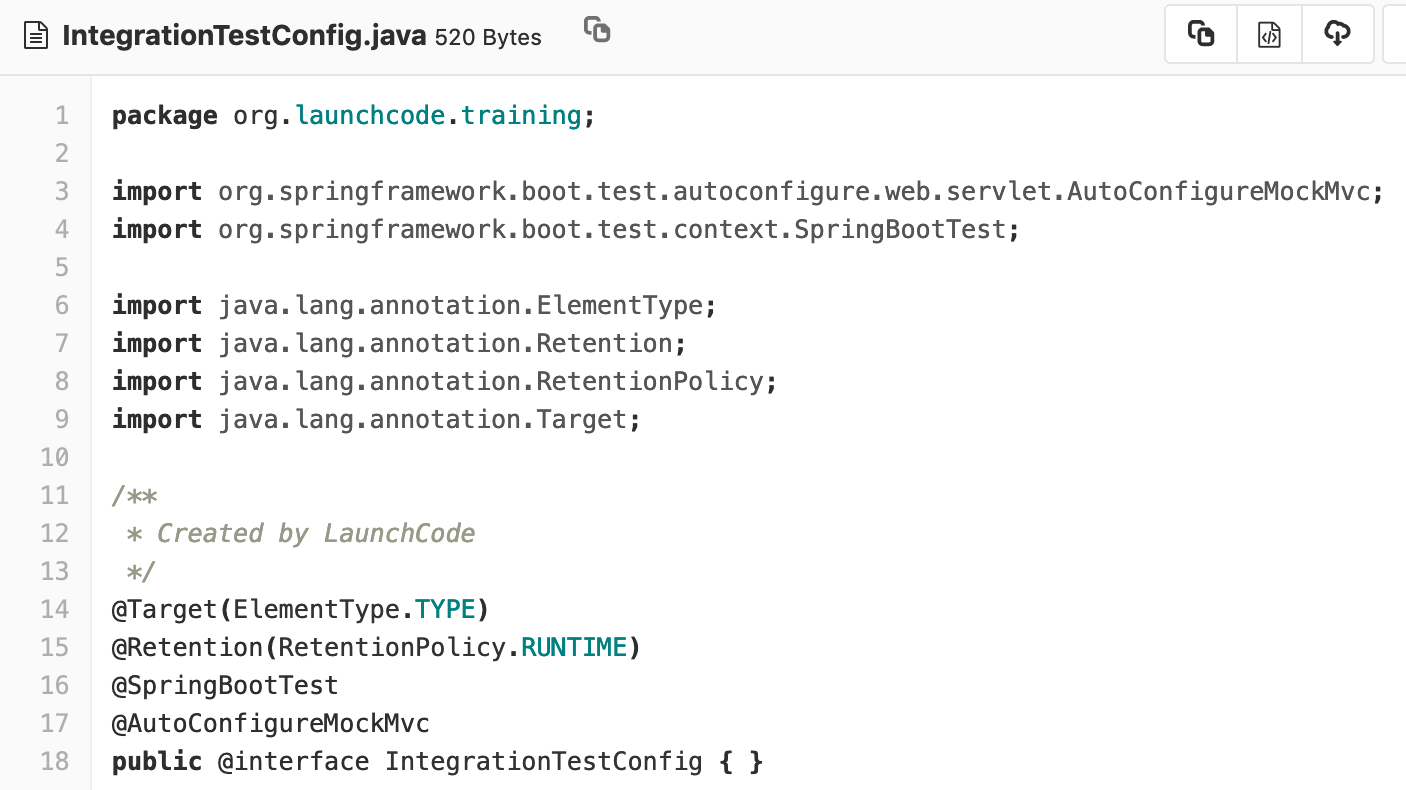 IntegrationTestConfig.java 520 Bytes
1 package org.launchcode.training;
2
3 import org.springframework.boot.test.autoconfigure.web.servlet.AutoConfigureMockMvc;
4 import org.springframework.boot.test.context.SpringBootTest;
5
6 import java.lang.annotation.ElementType;
7 import java.lang.annotation.Retention;
8 import java.lang.annotation.RetentionPolicy;
9 import java.lang.annotation.Target;
10
11 /**
12  * Created by LaunchCode
13  */
14 @Target(ElementType.TYPE)
15 @Retention(RetentionPolicy.RUNTIME)
16 @SpringBootTest
17 @AutoConfigureMockMvc
18 public @interface IntegrationTestConfig { }